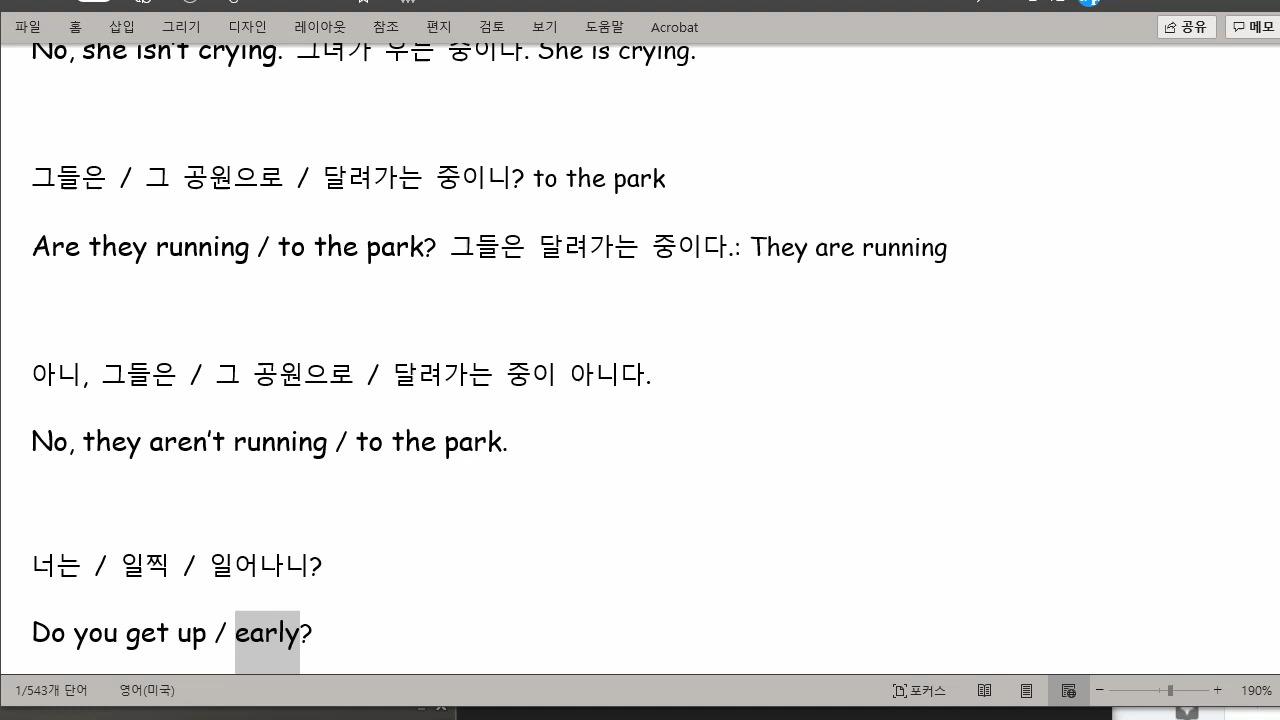 파일 홈 삽입 그리기 디자인 레이아웃 참조 편지 검토 보기 도움말 Acrobat 공유 메모
No, she isn't crying. 그녀가 우는 중이다. She is crying.
그들은 / 그 공원으로 / 달려가는 중이니? to the park
Are they running / to the park? 그들은 달려가는 중이다.: They are running
아니, 그들은 / 그 공원으로 / 달려가는 중이 아니다.
No, they aren’t running / to the park.
너는 / 일찍 / 일어나니?
Do you get up / early?
1/543개 단어 영어(미국) 포커스 190%